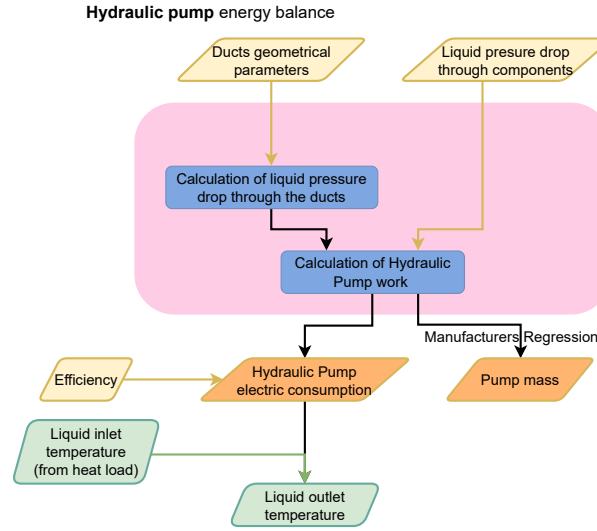 Hydraulic pump energy balance
Ducts geometrical
parameters
Liquid presure drop
through components
Calculation of liquid pressure
drop through the ducts
Calculation of Hydraulic
Pump work
Manufacturers Regression
Efficiency
Hydraulic Pump
electric consumption
Pump mass
Liquid inlet
temperature
(from heat load)
Liquid outlet
temperature